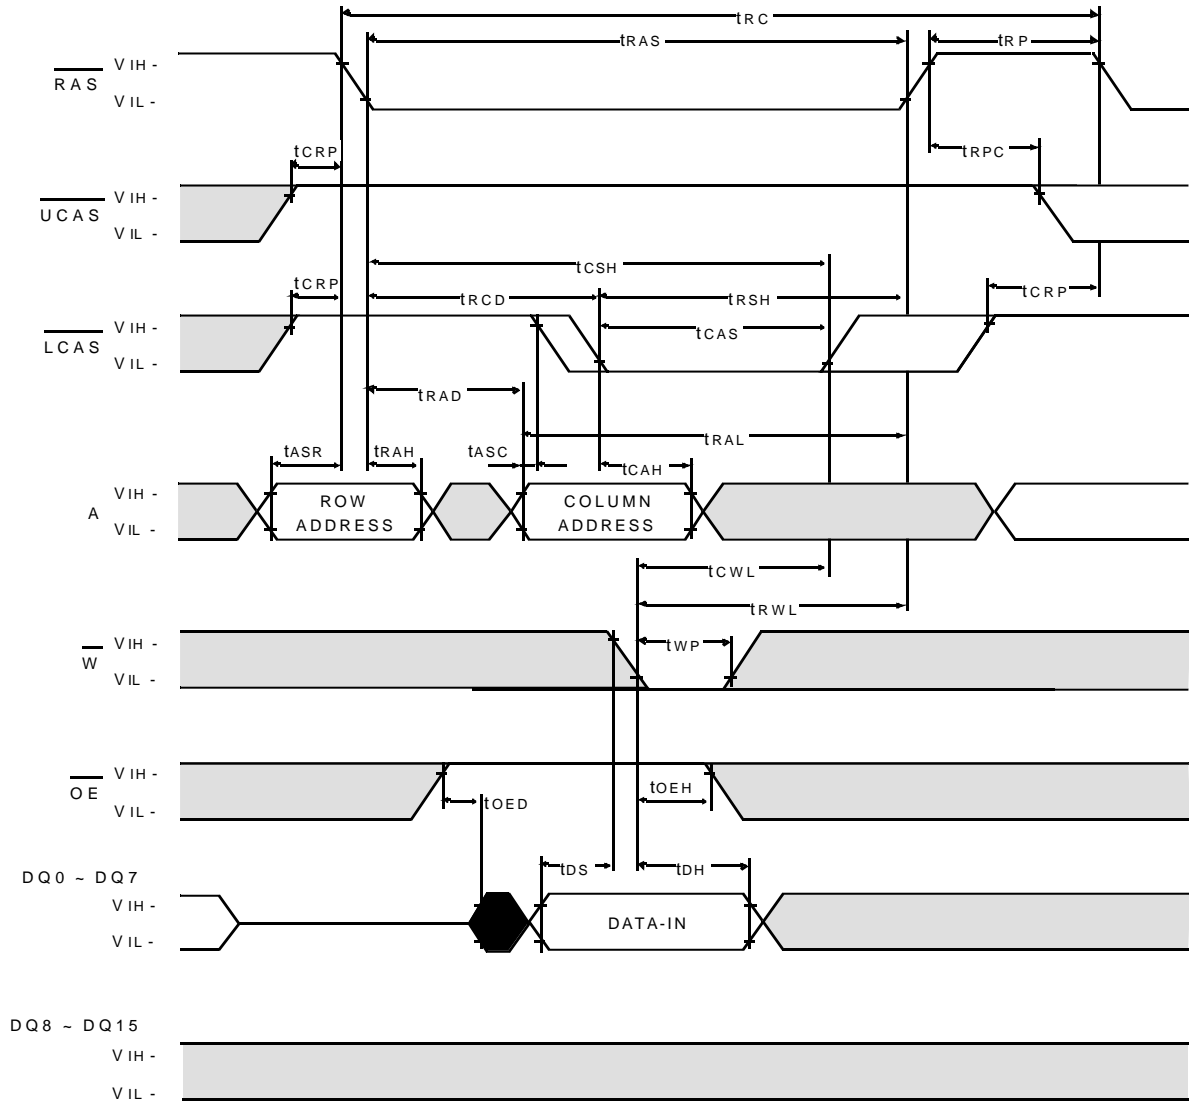 tRC
tRAS
tRP
RAS
VIH -
VIL -
tCRP
tRPC
UCAS
VIH -
VIL -
tCSH
tCRP
tRCD
tRSH
tCRP
LCAS
VIH -
VIL -
tCAS
tRAD
tRAL
tASR
tRAH
tASC
tCAH
A
VIH -
VIL -
ROW
ADDRESS
COLUMN
ADDRESS
tCWL
tRWL
W
VIH -
VIL -
tWP
OE
VIH -
VIL -
tOED
tOEH
tDS
tDH
DQ0 ~ DQ7
VIH -
VIL -
DATA-IN
DQ8 ~ DQ15
VIH -
VIL -